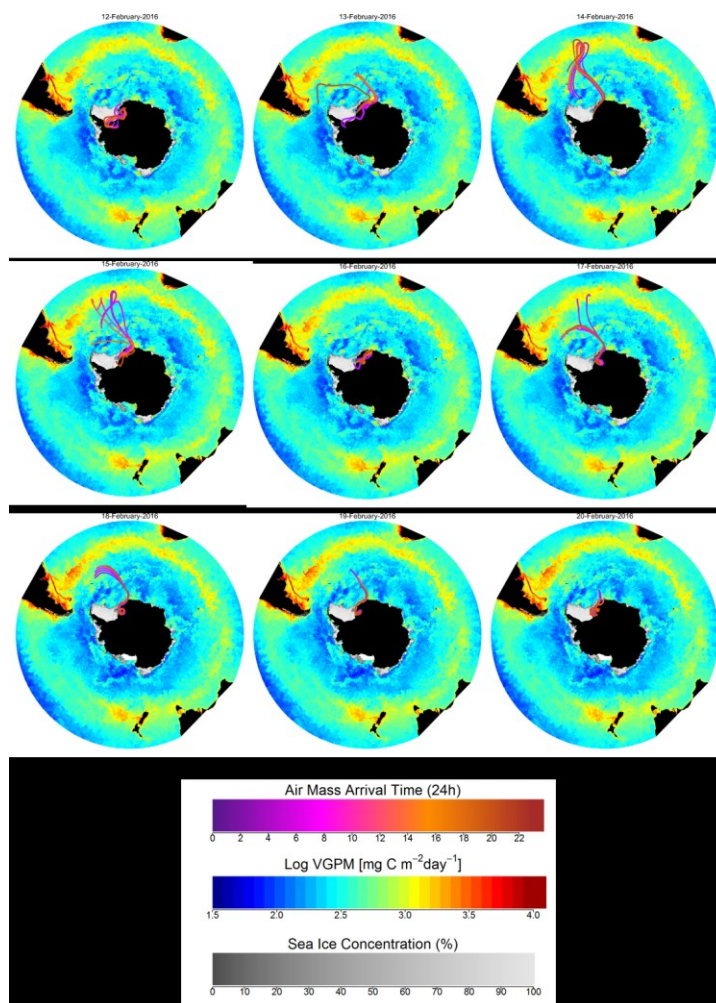 12-February-2016 13-February-2016 14-February-2016
15-February-2016 16-February-2016 17-February-2016
18-February-2016 19-February-2016 20-February-2016
Air Mass Arrival Time (24h)
0 2 4 6 8 10 12 14 16 18 20 22
Log VGPM [mg C m⁻²day⁻¹]
1.5 2.0 2.5 3.0 3.5 4.0
Sea Ice Concentration (%)
0 10 20 30 40 50 60 70 80 90 100